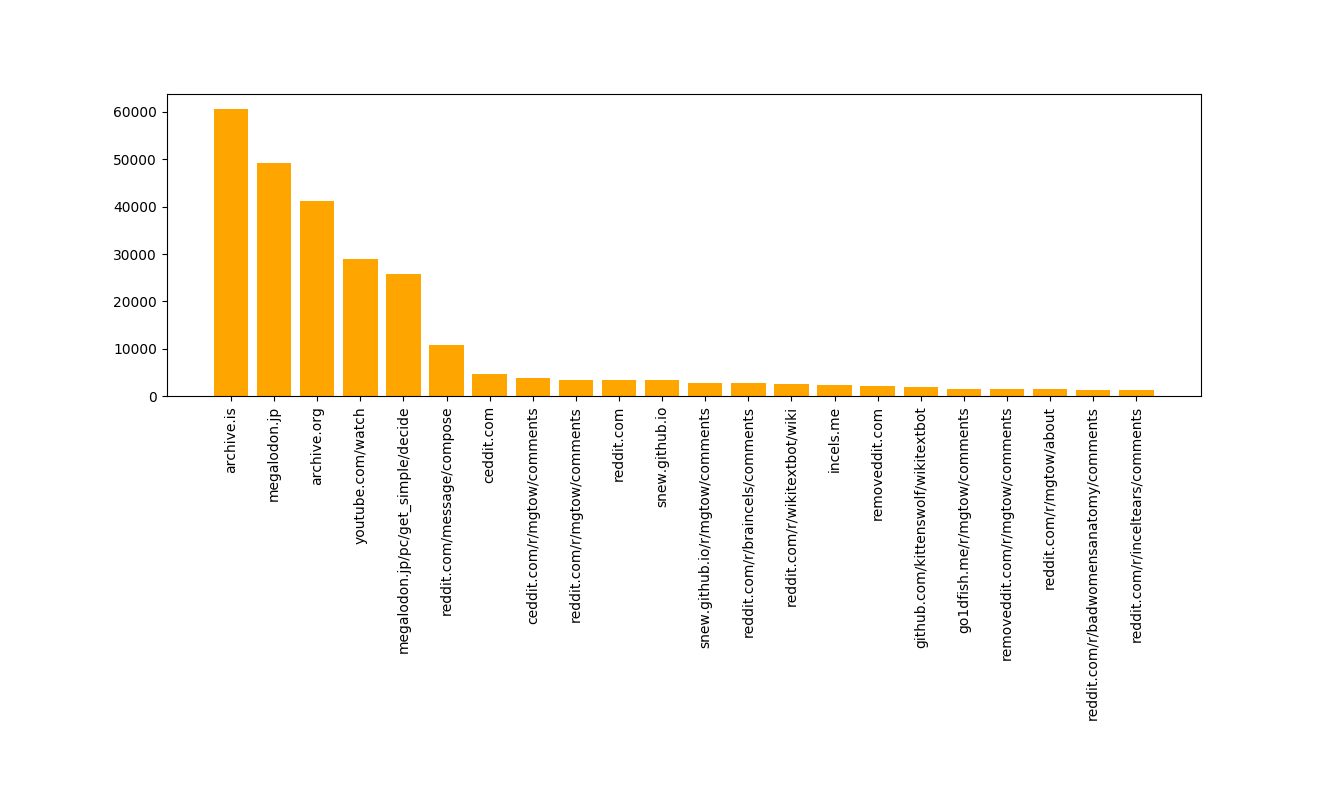 60000
50000
40000
30000
20000
10000
0
archive.is
megalodon.jp
archive.org
youtube.com/watch
megalodon.jp/pc/get_simple/decide
reddit.com/message/compose
ceddit.com
ceddit.com/r/mgtow/comments
reddit.com/r/mgtow/comments
reddit.com
snew.github.io
snew.github.io/r/mgtow/comments
reddit.com/r/braincels/comments
reddit.com/r/wikitextbot/wiki
incels.me
removeddit.com
github.com/kittenswolf/wikitextbot
go1dfish.me/r/mgtow/comments
removeddit.com/r/mgtow/comments
reddit.com/r/mgtow/about
reddit.com/r/badwomensanatomy/comments
reddit.com/r/inceltears/comments